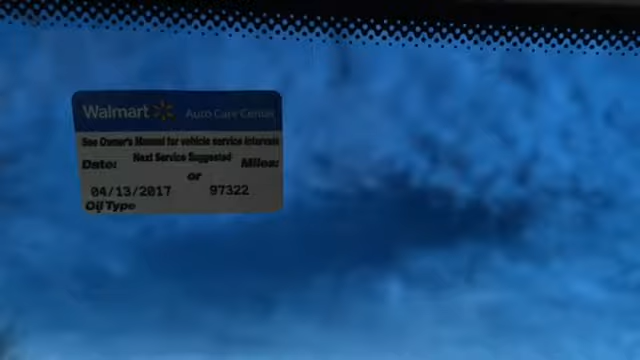 Walmart Auto Care Center
See Owner's Manual for vehicle service intervals
Next Service Suggested
Date: Miles:
or
04/13/2017 97322
Oil Type